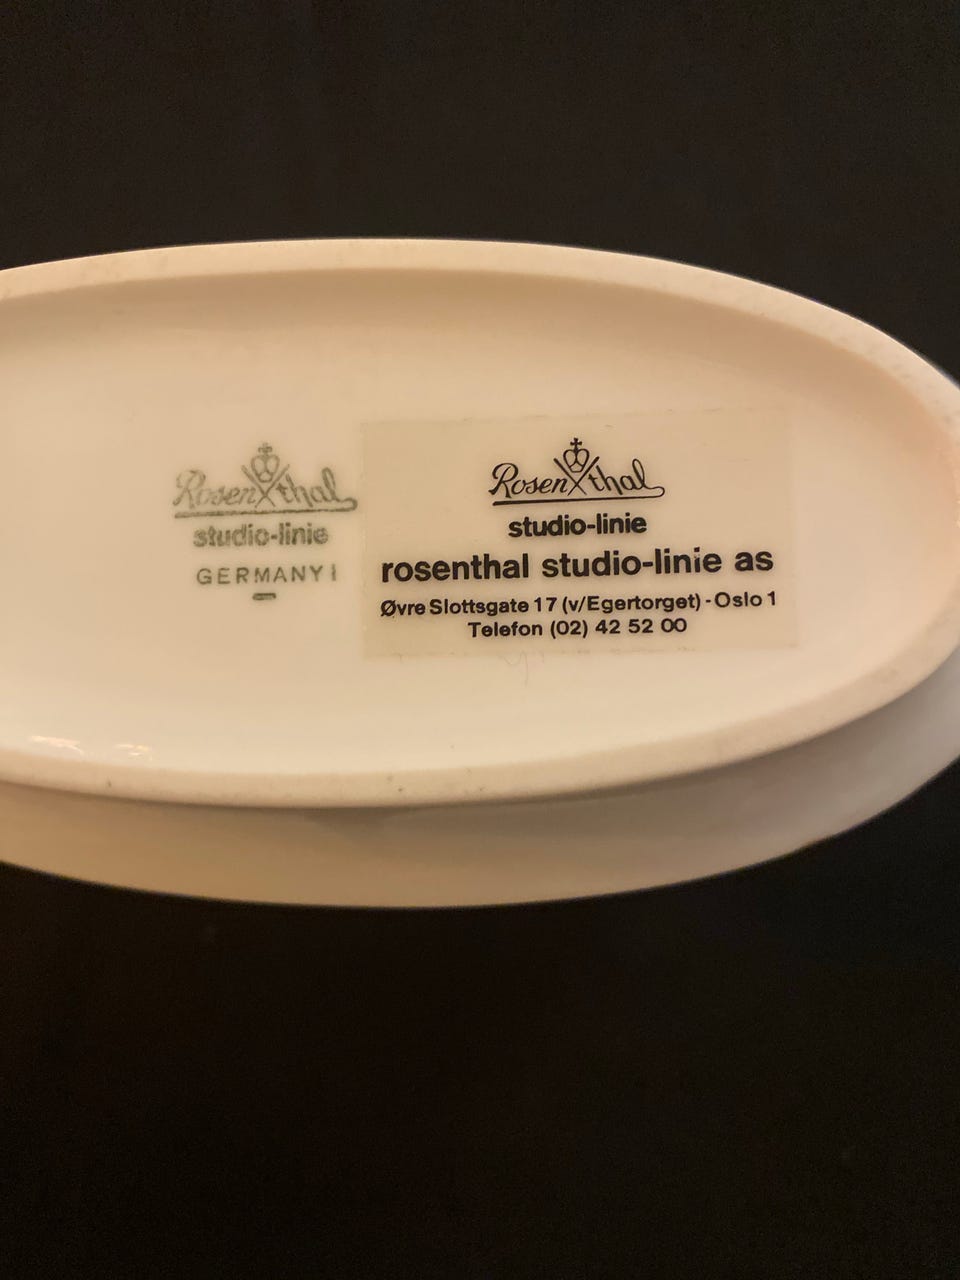 Rosenthal
studio-linie
GERMANY I
Rosenthal
studio-linie
rosenthal studio-linie as
Øvre Slottsgate 17 (v/Egertorget) - Oslo 1
Telefon (02) 42 52 00